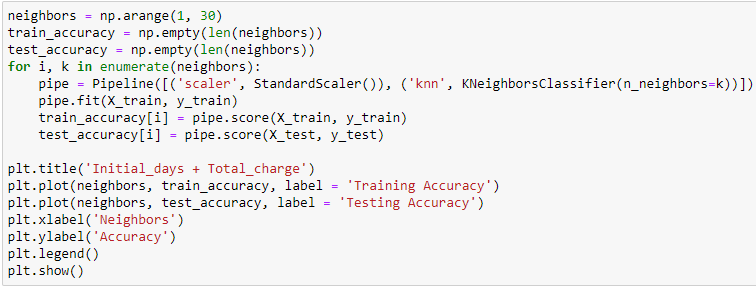 neighbors = np.arange(1, 30)
train_accuracy = np.empty(len(neighbors))
test_accuracy = np.empty(len(neighbors))
for i, k in enumerate(neighbors):
    pipe = Pipeline([('scaler', StandardScaler()), ('knn', KNeighborsClassifier(n_neighbors=k))])
    pipe.fit(X_train, y_train)
    train_accuracy[i] = pipe.score(X_train, y_train)
    test_accuracy[i] = pipe.score(X_test, y_test)

plt.title('Initial_days + Total_charge')
plt.plot(neighbors, train_accuracy, label = 'Training Accuracy')
plt.plot(neighbors, test_accuracy, label = 'Testing Accuracy')
plt.xlabel('Neighbors')
plt.ylabel('Accuracy')
plt.legend()
plt.show()